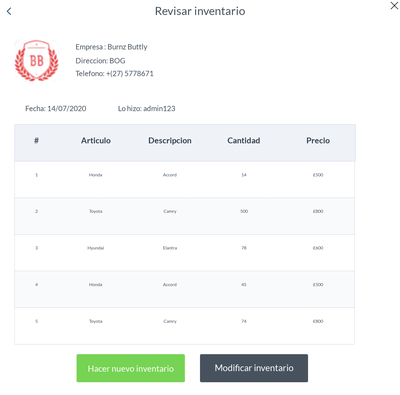 Revisar inventario
BB
Empresa : Burnz Buttly
Direccion: BOG
Telefono: +(27) 5778671
Fecha: 14/07/2020 Lo hizo: admin123
# Articulo Descripcion Cantidad Precio
1 Honda Accord 54 £500
2 Toyota Camry 500 £800
3 Hyundai Elantra 78 £600
4 Honda Accord 45 £500
5 Toyota Camry 74 £800
Hacer nuevo inventario Modificar inventario